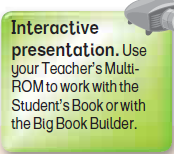 Interactive
presentation. Use
your Teacher's Multi-
ROM to work with the
Student's Book or with
the Big Book Builder.